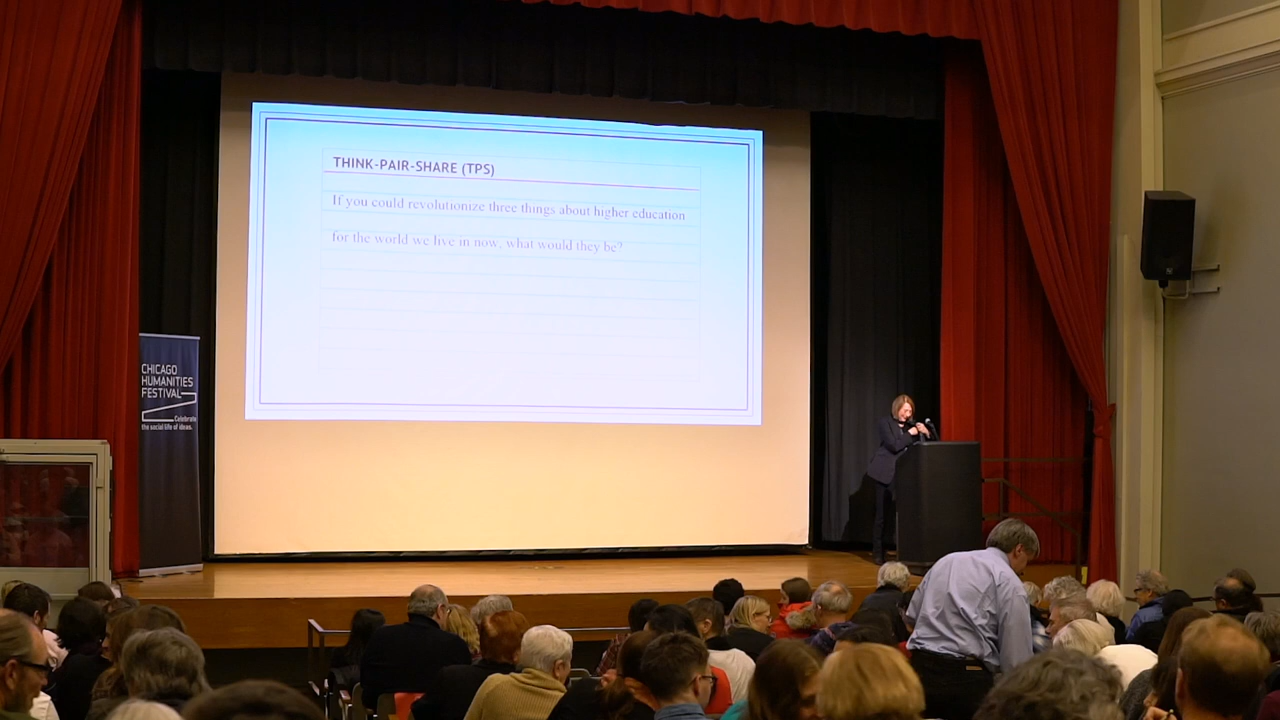 THINK-PAIR-SHARE (TPS)
If you could revolutionize three things about higher education
for the world we live in now, what would they be?
CHICAGO
HUMANITIES
FESTIVAL
Celebrate
the social life of ideas.